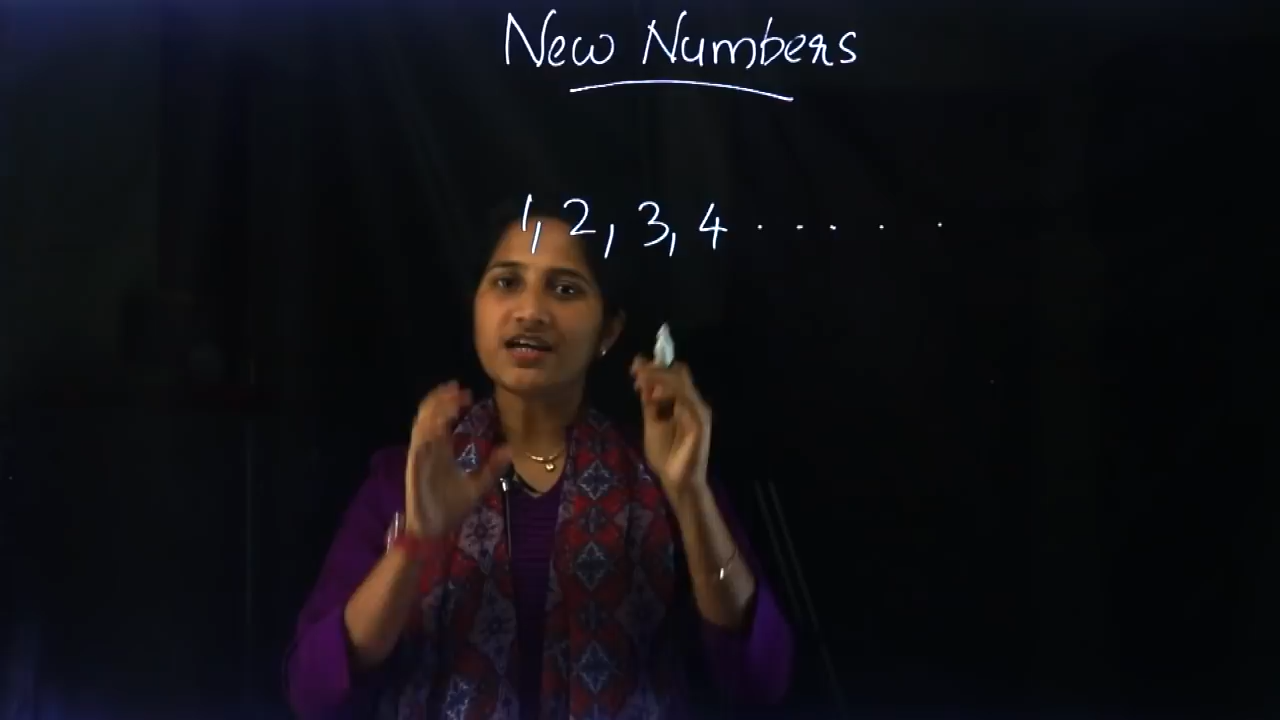 New Numbers
1, 2, 3, 4 . . . . .